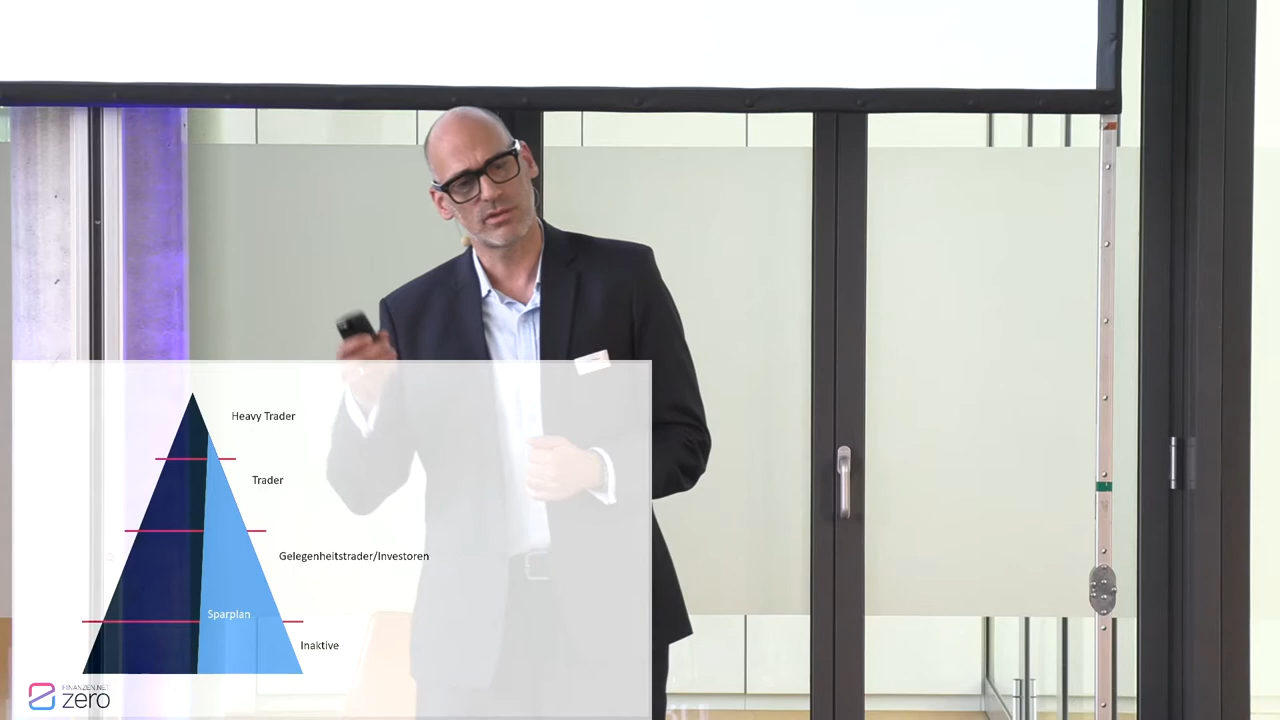 Heavy Trader
Trader
Gelegenheitstrader/Investoren
Sparplan
Inaktive
FINANZEN.NET
zero